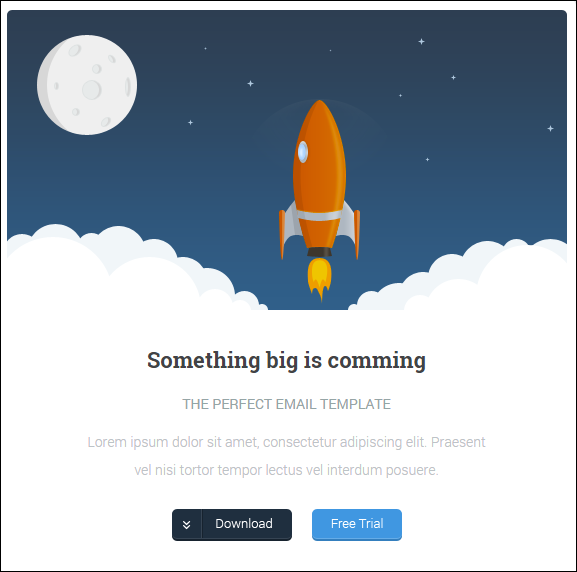 Something big is comming
THE PERFECT EMAIL TEMPLATE
Lorem ipsum dolor sit amet, consectetur adipiscing elit. Praesent
vel nisi tortor tempor lectus vel interdum posuere.
Download
Free Trial